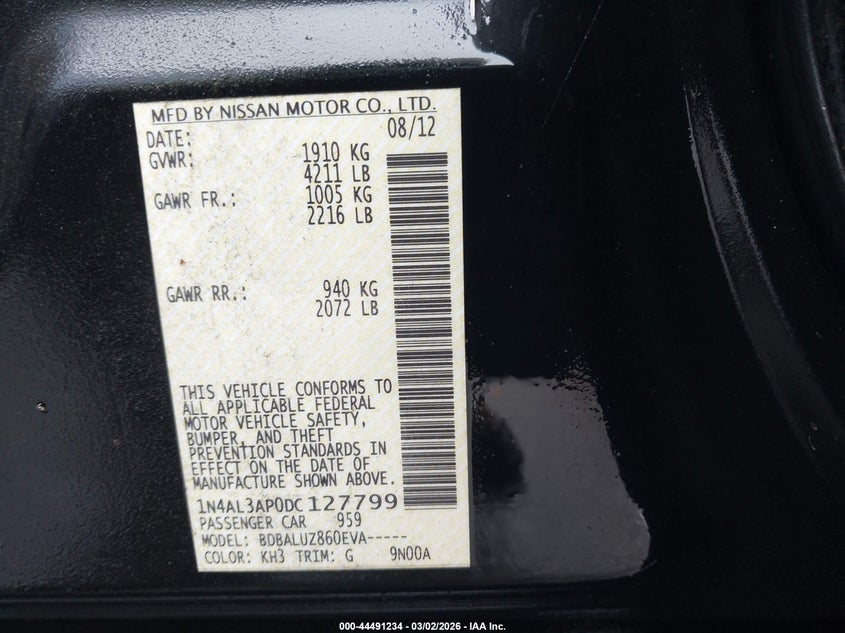 MFD BY NISSAN MOTOR CO., LTD.
DATE: 08/12
GVWR: 1910 KG
4211 LB
GAWR FR.: 1005 KG
2216 LB
GAWR RR.: 940 KG
2072 LB
THIS VEHICLE CONFORMS TO
ALL APPLICABLE FEDERAL
MOTOR VEHICLE SAFETY,
BUMPER, AND THEFT
PREVENTION STANDARDS IN
EFFECT ON THE DATE OF
MANUFACTURE SHOWN ABOVE.
1N4AL3AP0DC127799
PASSENGER CAR 959
MODEL: BDBALUZ860EVA-----
COLOR: KH3 TRIM: G 9N00A
000-44491234 - 03/02/2026 - IAA Inc.